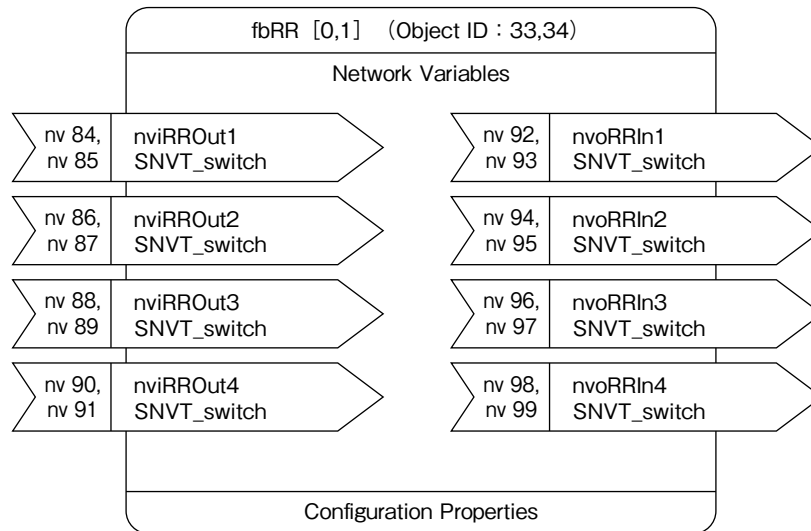 fbRR [0,1] (Object ID：33,34)
Network Variables
nv 84,
nv 85
nviRROut1
SNVT_switch
nv 92,
nv 93
nvoRRIn1
SNVT_switch
nv 86,
nv 87
nviRROut2
SNVT_switch
nv 94,
nv 95
nvoRRIn2
SNVT_switch
nv 88,
nv 89
nviRROut3
SNVT_switch
nv 96,
nv 97
nvoRRIn3
SNVT_switch
nv 90,
nv 91
nviRROut4
SNVT_switch
nv 98,
nv 99
nvoRRIn4
SNVT_switch
Configuration Properties